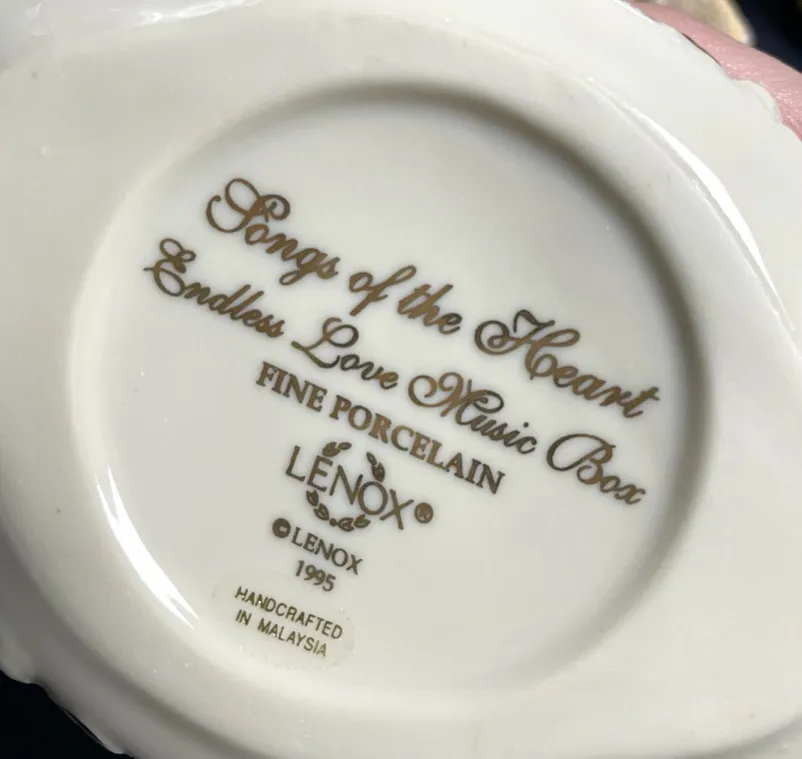 Songs of the Heart
Endless Love Music Box
FINE PORCELAIN
LENOX®
©LENOX
1995
HANDCRAFTED
IN MALAYSIA